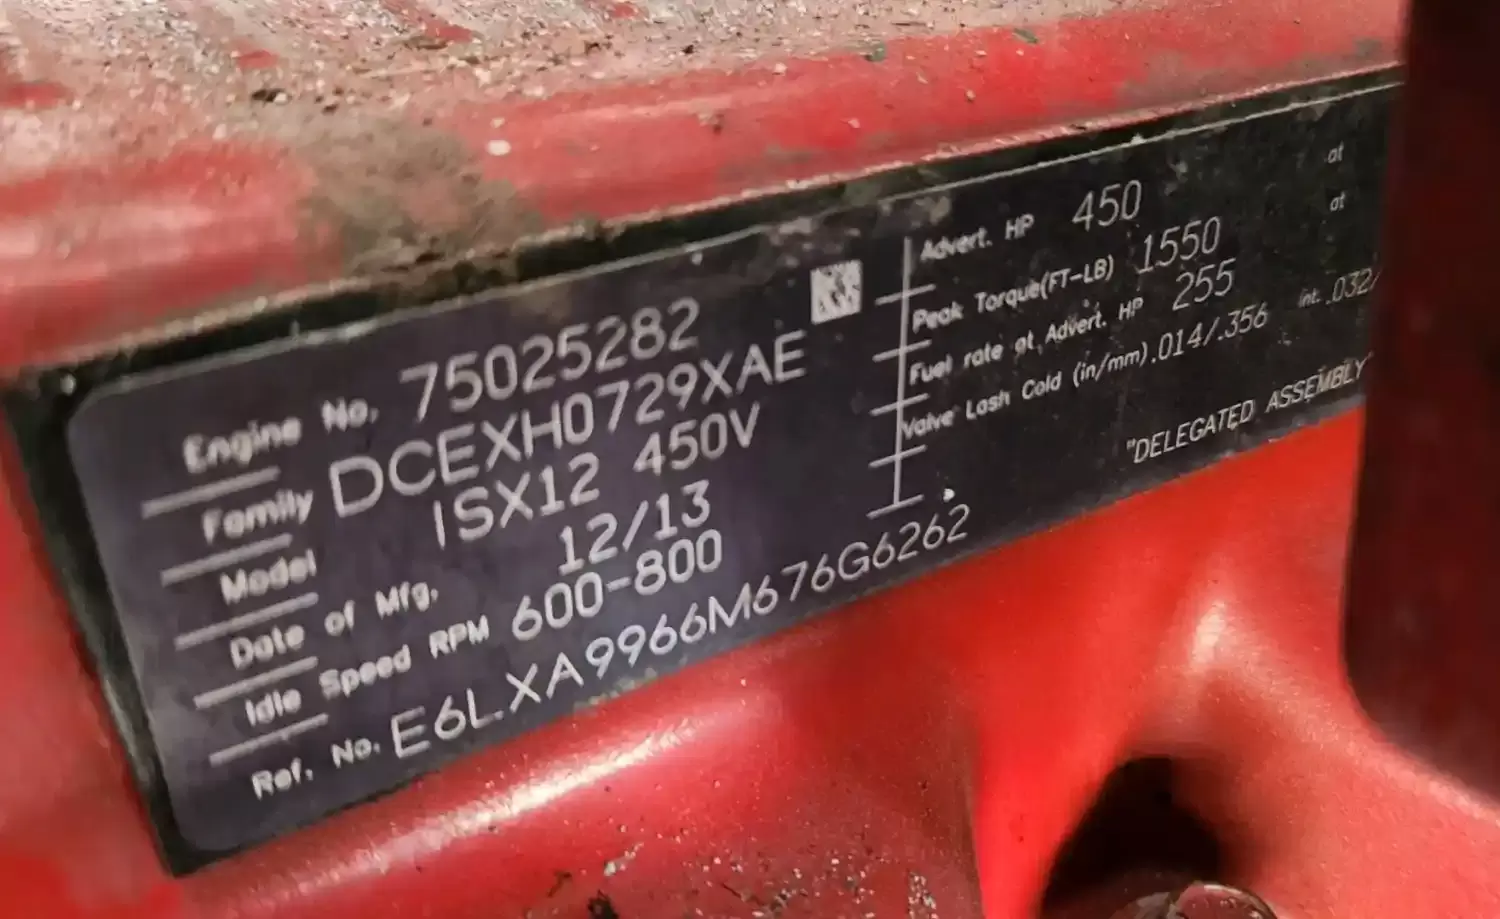 Engine No. 75025282
Family DCEXH0729XAE
Model ISX12 450V
Date of Mfg. 12/13
Idle Speed RPM 600-800
Ref. No. E6LXA9966M676G6262
Advert. HP 450 at
Peak Torque(FT-LB) 1550 at
Fuel rate at Advert. HP 255
Valve Lash Cold (in/mm) .014/.356 int. .032/
"DELEGATED ASSEMBLY